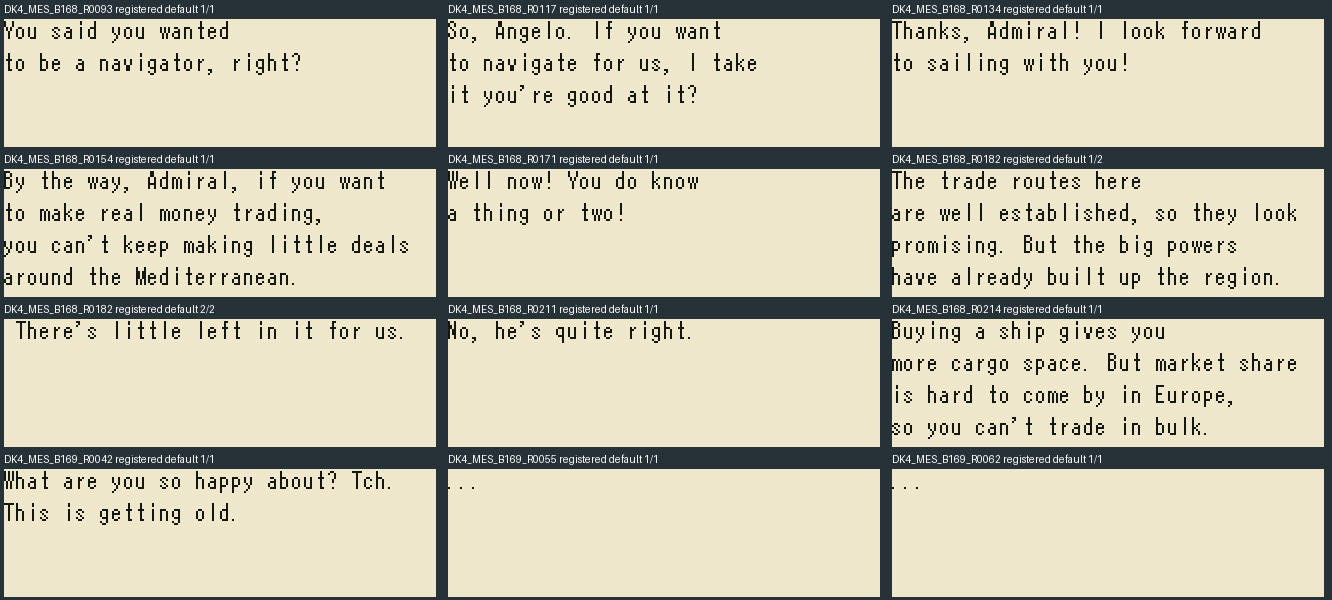 DK4_MES_B168_R0093 registered default 1/1
You said you wanted
to be a navigator, right?
DK4_MES_B168_R0117 registered default 1/1
So, Angelo. If you want
to navigate for us, I take
it you're good at it?
DK4_MES_B168_R0134 registered default 1/1
Thanks, Admiral! I look forward
to sailing with you!
DK4_MES_B168_R0154 registered default 1/1
By the way, Admiral, if you want
to make real money trading,
you can't keep making little deals
around the Mediterranean.
DK4_MES_B168_R0171 registered default 1/1
Well now! You do know
a thing or two!
DK4_MES_B168_R0182 registered default 1/2
The trade routes here
are well established, so they look
promising. But the big powers
have already built up the region.
DK4_MES_B168_R0182 registered default 2/2
There's little left in it for us.
DK4_MES_B168_R0211 registered default 1/1
No, he's quite right.
DK4_MES_B168_R0214 registered default 1/1
Buying a ship gives you
more cargo space. But market share
is hard to come by in Europe,
so you can't trade in bulk.
DK4_MES_B169_R0042 registered default 1/1
What are you so happy about? Tch.
This is getting old.
DK4_MES_B169_R0055 registered default 1/1
...
DK4_MES_B169_R0062 registered default 1/1
...